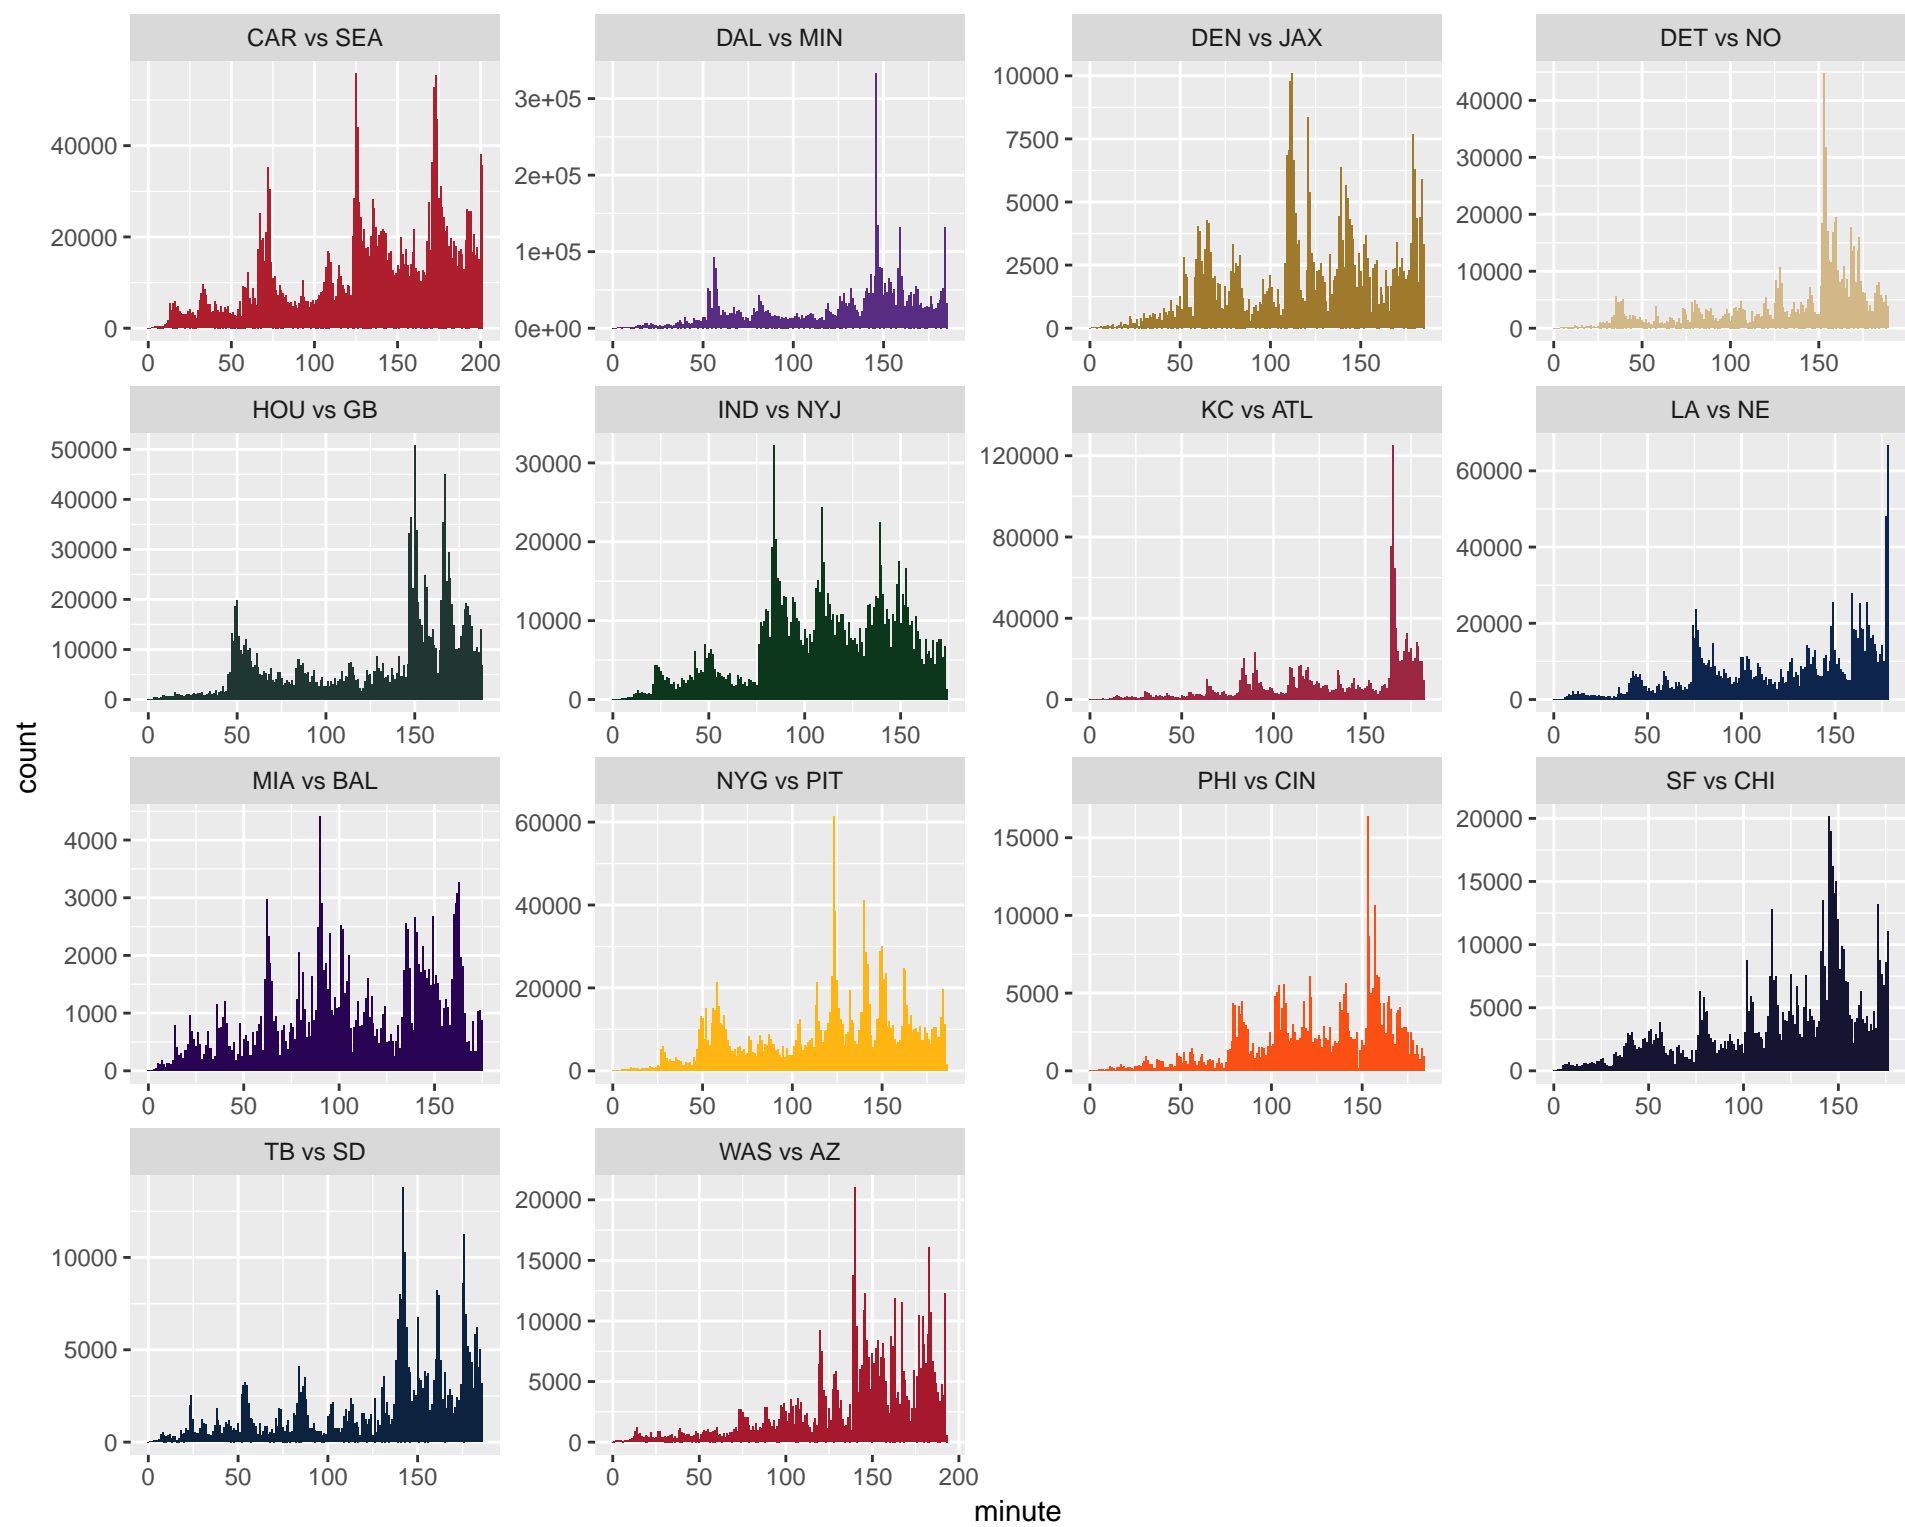 CAR vs SEA
DAL vs MIN
DEN vs JAX
DET vs NO
40000
20000
0
0 50 100 150 200
3e+05
2e+05
1e+05
0e+00
0 50 100 150
10000
7500
5000
2500
0
0 50 100 150
40000
30000
20000
10000
0
0 50 100 150
HOU vs GB
IND vs NYJ
KC vs ATL
LA vs NE
50000
40000
30000
20000
10000
0
0 50 100 150
30000
20000
10000
0
0 50 100 150
120000
80000
40000
0
0 50 100 150
60000
40000
20000
0
0 50 100 150
count
MIA vs BAL
NYG vs PIT
PHI vs CIN
SF vs CHI
4000
3000
2000
1000
0
0 50 100 150
60000
40000
20000
0
0 50 100 150
15000
10000
5000
0
0 50 100 150
20000
15000
10000
5000
0
0 50 100 150
TB vs SD
WAS vs AZ
10000
5000
0
0 50 100 150
20000
15000
10000
5000
0
0 50 100 150 200
minute